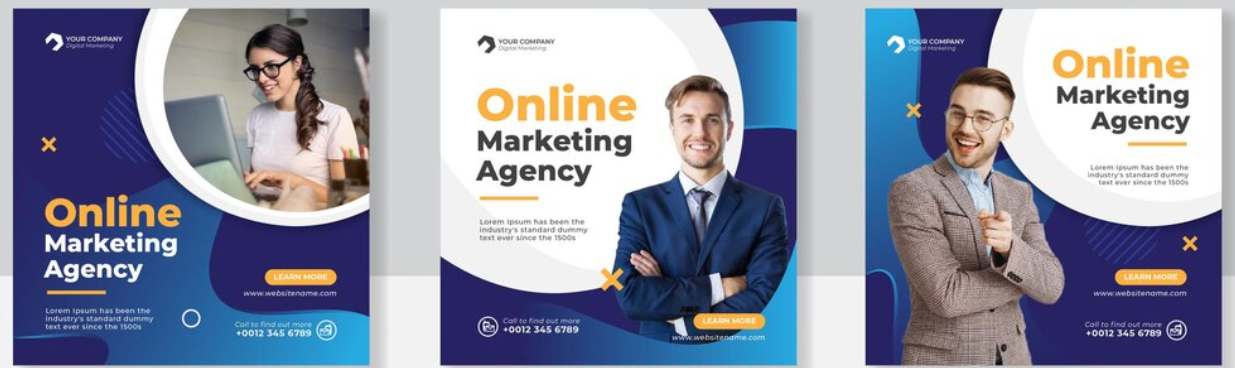 YOUR COMPANY
Digital Marketing
Online
Marketing
Agency
Lorem Ipsum has been the
industry's standard dummy
text ever since the 1500s
LEARN MORE
www.websitename.com
Call to find out more
+0012 345 6789
YOUR COMPANY
Digital Marketing
Online
Marketing
Agency
Lorem Ipsum has been the
industry's standard dummy
text ever since the 1500s
LEARN MORE
www.websitename.com
Call to find out more
+0012 345 6789
YOUR COMPANY
Digital Marketing
Online
Marketing
Agency
Lorem Ipsum has been the
industry's standard dummy
text ever since the 1500s
LEARN MORE
www.websitename.com
Call to find out more
+0012 345 6789